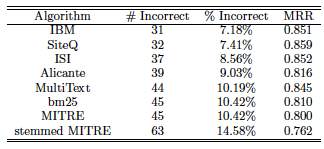 Algorithm # Incorrect % Incorrect MRR
IBM 31 7.18% 0.851
SiteQ 32 7.41% 0.859
ISI 37 8.56% 0.852
Alicante 39 9.03% 0.816
MultiText 44 10.19% 0.845
bm25 45 10.42% 0.810
MITRE 45 10.42% 0.800
stemmed MITRE 63 14.58% 0.762